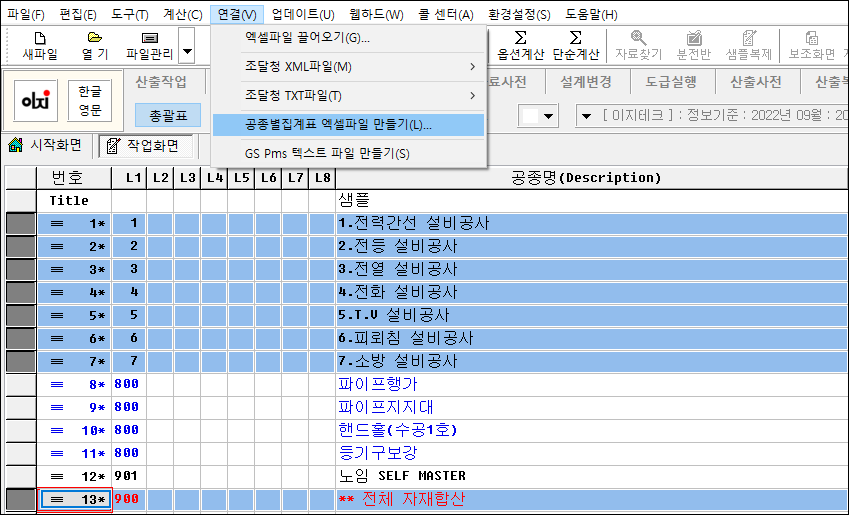 파일(F) 편집(E) 도구(T) 계산(C) 연결(V) 업데이트(U) 웹하드(W) 콜 센터(A) 환경설정(S) 도움말(H)
새파일 열 기 파일관리 옵션계산 단순계산 자료찾기 분전반 샘플복제 보조화면
엑셀파일 끌어오기(G)...
조달청 XML파일(M)
조달청 TXT파일(T)
공종별집계표 엑셀파일 만들기(L)...
GS Pms 텍스트 파일 만들기(S)
한글
영문
산출작업 료사전 설계변경 도급실행 산출사전 산출
총괄표 [ 이지테크 ] : 정보기준 : 2022년 09월 : 20
시작화면 작업화면
번호 L1 L2 L3 L4 L5 L6 L7 L8 공종명(Description)
Title 샘플
1* 1 1.전력간선 설비공사
2* 2 2.전등 설비공사
3* 3 3.전열 설비공사
4* 4 4.전화 설비공사
5* 5 5.T.V 설비공사
6* 6 6.피뢰침 설비공사
7* 7 7.소방 설비공사
8* 800 파이프행가
9* 800 파이프지지대
10* 800 핸드홀(수공1호)
11* 800 등기구보강
12* 901 노임 SELF MASTER
13* 900 ** 전체 자재합산